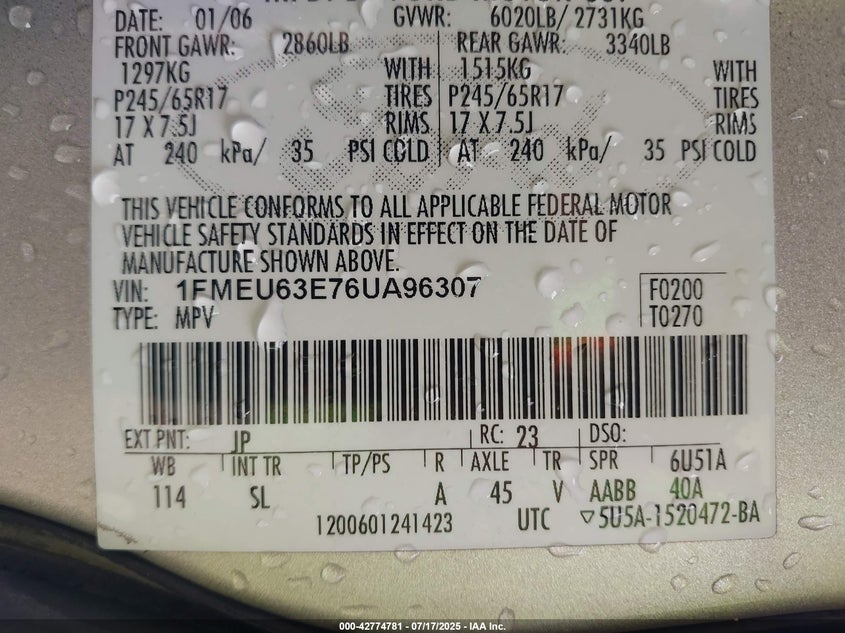 DATE: 01/06 GVWR: 6020LB/ 2731KG
FRONT GAWR: 2860LB REAR GAWR: 3340LB
1297KG WITH 1515KG WITH
P245/65R17 TIRES P245/65R17 TIRES
17 X 7.5J RIMS 17 X 7.5J RIMS
AT 240 kPa/ 35 PSI COLD AT 240 kPa/ 35 PSI COLD
THIS VEHICLE CONFORMS TO ALL APPLICABLE FEDERAL MOTOR
VEHICLE SAFETY STANDARDS IN EFFECT ON THE DATE OF
MANUFACTURE SHOWN ABOVE.
VIN: 1FMEU63E76UA96307 F0200
TYPE: MPV T0270
EXT PNT: JP RC: 23 DSO:
WB INT TR TP/PS R AXLE TR SPR 6U51A
114 SL A 45 V AABB 40A
1200601241423 UTC ▽5U5A-1520472-BA
000-42774781 - 07/17/2025 - IAA Inc.